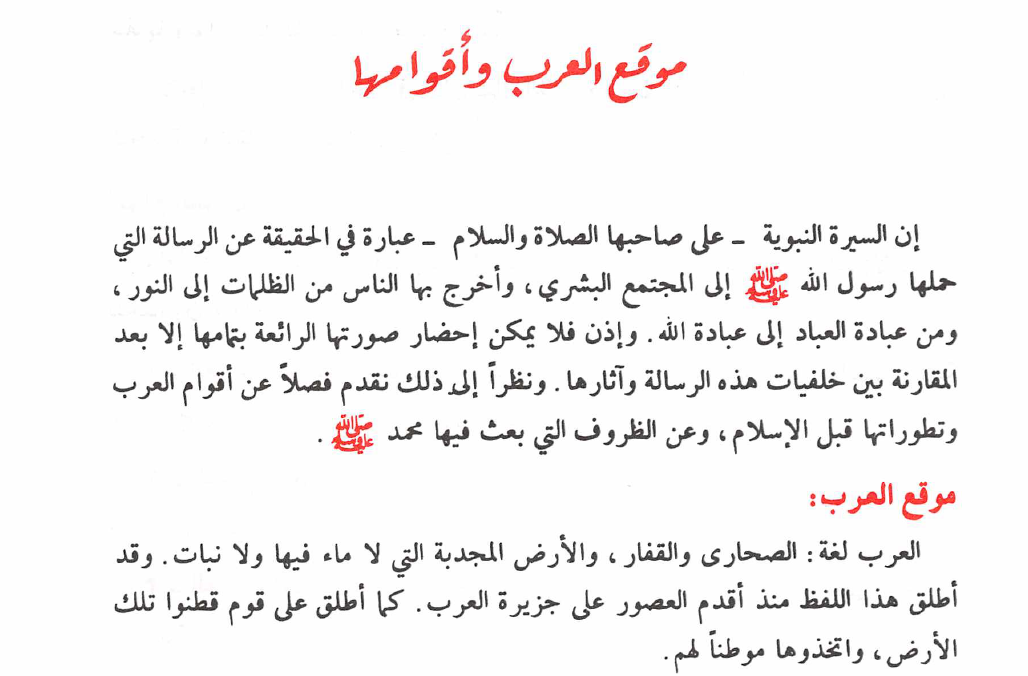 موقع العرب وأقوامها
إن السيرة النبوية - على صاحبها الصلاة والسلام - عبارة في الحقيقة عن الرسالة التي
حملها رسول الله ﷺ إلى المجتمع البشري، وأخرج بها الناس من الظلمات إلى النور،
ومن عبادة العباد إلى عبادة الله. وإذن فلا يمكن إحضار صورتها الرائعة بتمامها إلا بعد
المقارنة بين خلفيات هذه الرسالة وآثارها. ونظراً إلى ذلك نقدم فصلاً عن أقوام العرب
وتطوراتها قبل الإسلام، وعن الظروف التي بعث فيها محمد ﷺ.
موقع العرب:
العرب لغة: الصحارى والقفار، والأرض المجدبة التي لا ماء فيها ولا نبات. وقد
أطلق هذا اللفظ منذ أقدم العصور على جزيرة العرب. كما أطلق على قوم قطنوا تلك
الأرض، واتخذوها موطناً لهم.